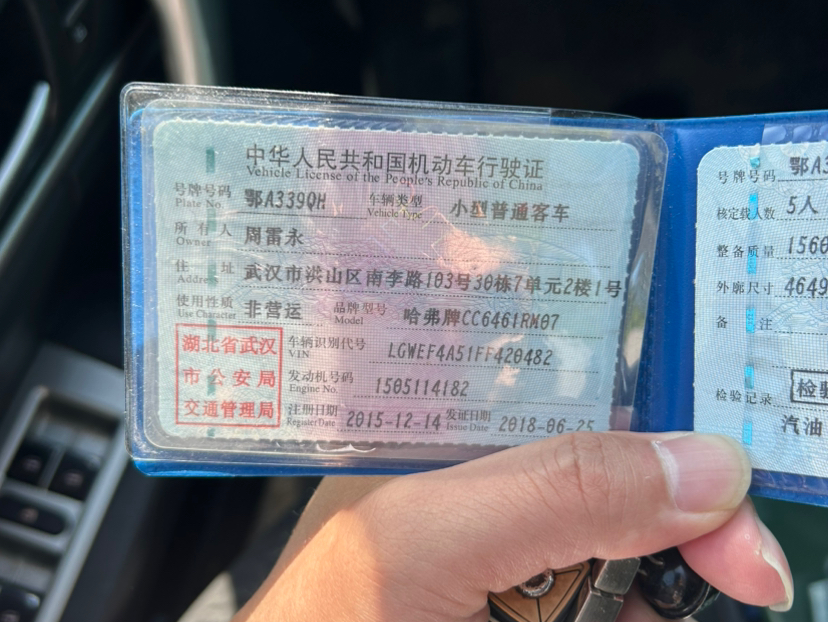 中华人民共和国机动车行驶证
Vehicle License of the People's Republic of China
号牌号码 鄂A339QH 车辆类型 小型普通客车
Plate No. Vehicle Type
所有人 周雷永
Owner
住址 武汉市洪山区南李路103号30栋7单元2楼1号
Address
使用性质 非营运 品牌型号 哈弗牌CC6461RM07
Use Character Model
湖北省武汉
市公安局
交通管理局
车辆识别代号 LGWEF4A51FF420482
VIN
发动机号码 1505114182
Engine No.
注册日期 2015-12-14 发证日期 2018-06-25
Register Date Issue Date
号牌号码 鄂A3
核定载人数 5人
整备质量 1560
外廓尺寸 4649
备注
检验记录 检验
汽油